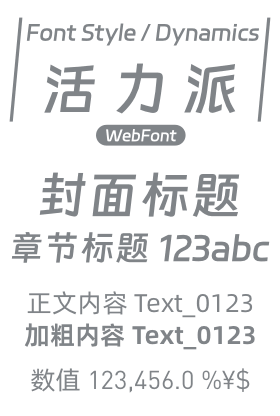 Font Style / Dynamics
活力派
WebFont
封面标题
章节标题 123abc
正文内容 Text_0123
加粗内容 Text_0123
数值 123,456.0 %¥$